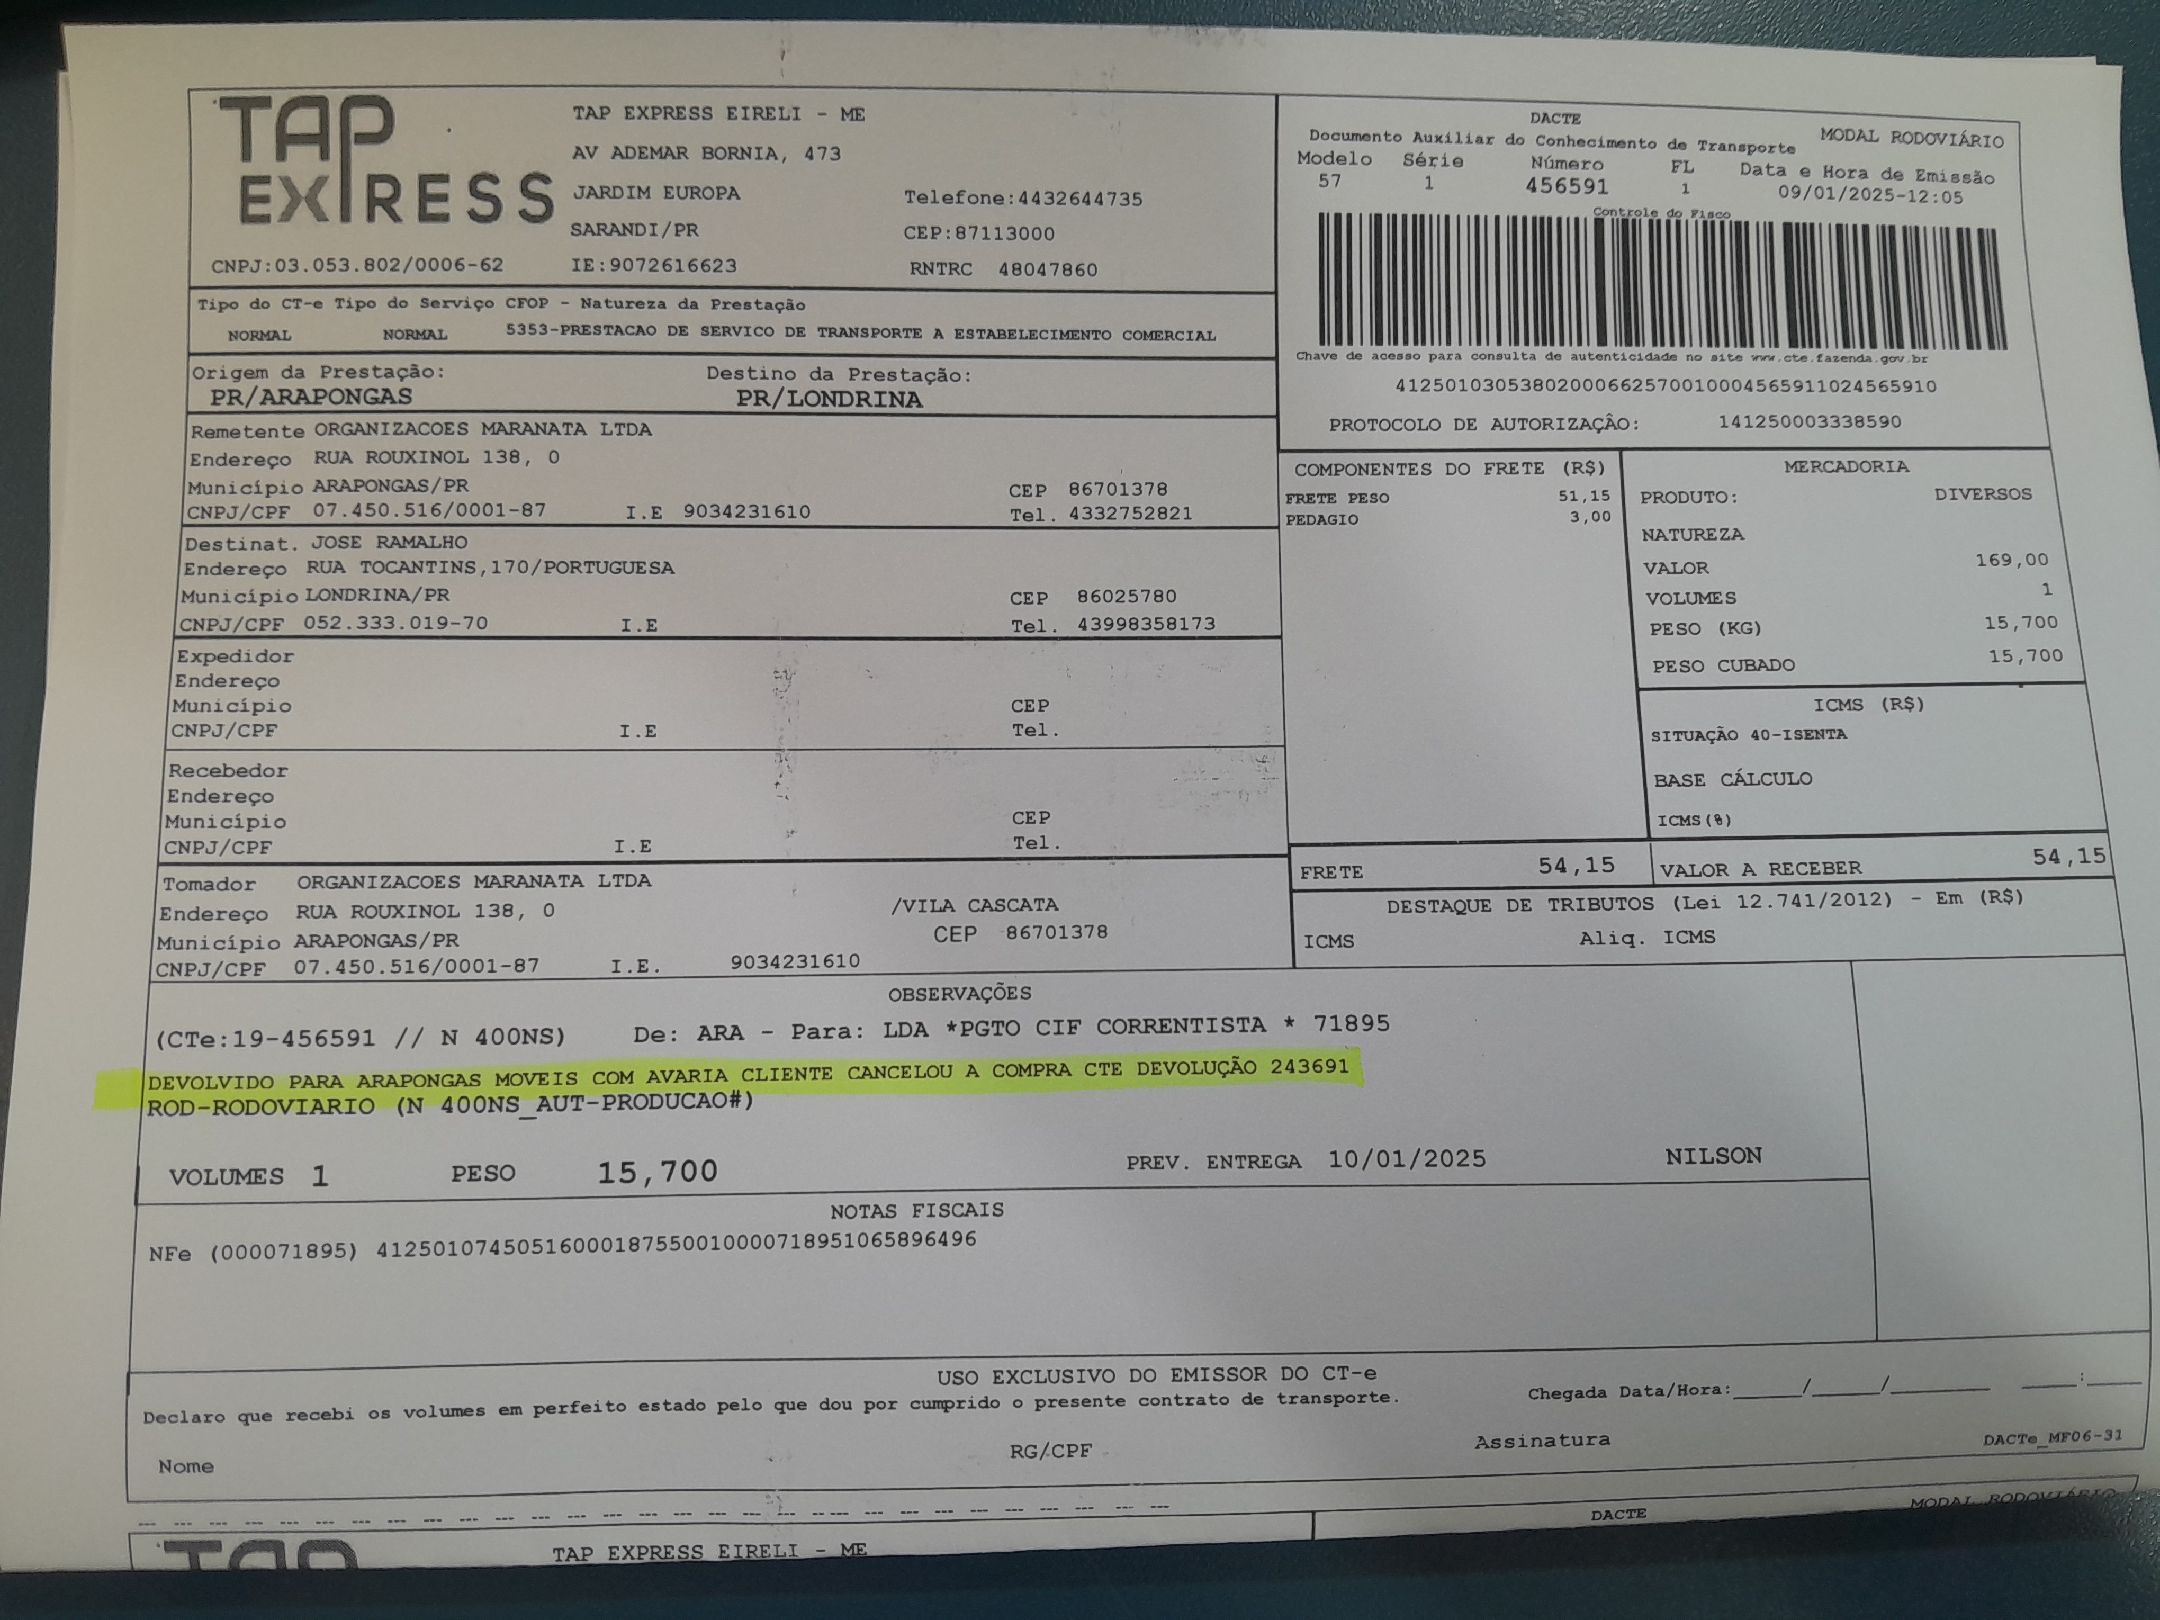 TAP EXPRESS
TAP EXPRESS EIRELI - ME
AV ADEMAR BORNIA, 473
JARDIM EUROPA
Telefone:4432644735
SARANDI/PR
CEP:87113000
CNPJ:03.053.802/0006-62 IE:9072616623
RNTRC 48047860
DACTE
MODAL RODOVIÁRIO
Documento Auxiliar do Conhecimento de Transporte
Modelo Série Número FL Data e Hora de Emissão
57 1 456591 1 09/01/2025-12:05
Controle do Fisco
Chave de acesso para consulta de autenticidade no site www.cte.fazenda.gov.br
41250103053802000662570010004565911024565910
PROTOCOLO DE AUTORIZAÇÃO: 141250003338590
Tipo do CT-e Tipo do Serviço CFOP - Natureza da Prestação
NORMAL NORMAL 5353-PRESTACAO DE SERVICO DE TRANSPORTE A ESTABELECIMENTO COMERCIAL
Origem da Prestação: Destino da Prestação:
PR/ARAPONGAS PR/LONDRINA
Remetente ORGANIZACOES MARANATA LTDA
Endereço RUA ROUXINOL 138, 0
Município ARAPONGAS/PR CEP 86701378
CNPJ/CPF 07.450.516/0001-87 I.E 9034231610 Tel. 4332752821
Destinat. JOSE RAMALHO
Endereço RUA TOCANTINS,170/PORTUGUESA
Município LONDRINA/PR CEP 86025780
CNPJ/CPF 052.333.019-70 I.E Tel. 43998358173
Expedidor
Endereço
Município CEP
CNPJ/CPF I.E Tel.
Recebedor
Endereço
Município CEP
CNPJ/CPF I.E Tel.
Tomador ORGANIZACOES MARANATA LTDA
Endereço RUA ROUXINOL 138, 0 /VILA CASCATA
Município ARAPONGAS/PR CEP 86701378
CNPJ/CPF 07.450.516/0001-87 I.E. 9034231610
COMPONENTES DO FRETE (R$)
FRETE PESO 51,15
PEDAGIO 3,00
MERCADORIA
PRODUTO: DIVERSOS
NATUREZA
VALOR 169,00
VOLUMES 1
PESO (KG) 15,700
PESO CUBADO 15,700
ICMS (R$)
SITUAÇÃO 40-ISENTA
BASE CÁLCULO
ICMS(%)
FRETE 54,15 VALOR A RECEBER 54,15
DESTAQUE DE TRIBUTOS (Lei 12.741/2012) - Em (R$)
ICMS Aliq. ICMS
OBSERVAÇÕES
(CTe:19-456591 // N 400NS) De: ARA - Para: LDA *PGTO CIF CORRENTISTA * 71895
DEVOLVIDO PARA ARAPONGAS MOVEIS COM AVARIA CLIENTE CANCELOU A COMPRA CTE DEVOLUÇÃO 243691
ROD-RODOVIARIO (N 400NS_AUT-PRODUCAO#)
VOLUMES 1 PESO 15,700 PREV. ENTREGA 10/01/2025 NILSON
NOTAS FISCAIS
NFe (000071895) 41250107450516000187550010000718951065896496
USO EXCLUSIVO DO EMISSOR DO CT-e
Declaro que recebi os volumes em perfeito estado pelo que dou por cumprido o presente contrato de transporte.
Chegada Data/Hora:_____/_____/_______ ____:____
Nome RG/CPF Assinatura
DACTe_MF06-31
TAP
TAP EXPRESS EIRELI - ME
DACTE
MODAL RODOVIÁRIO